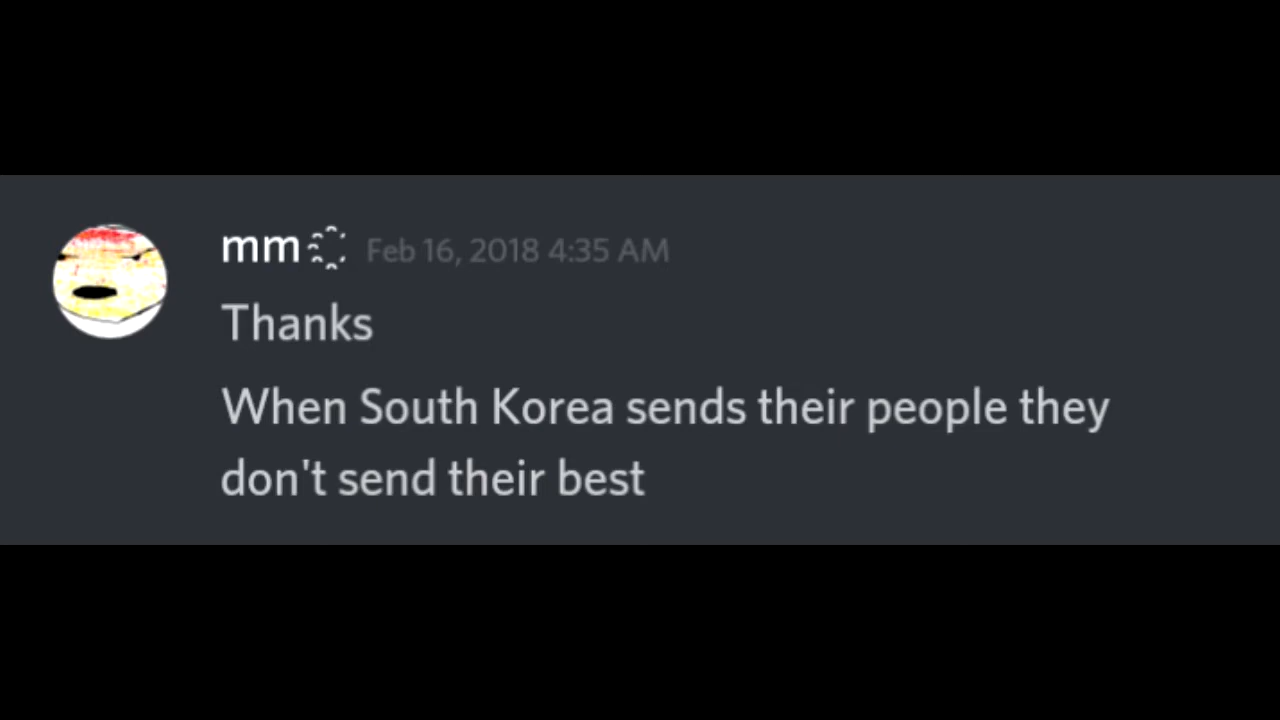 mm Feb 16, 2018 4:35 AM
Thanks
When South Korea sends their people they
don't send their best